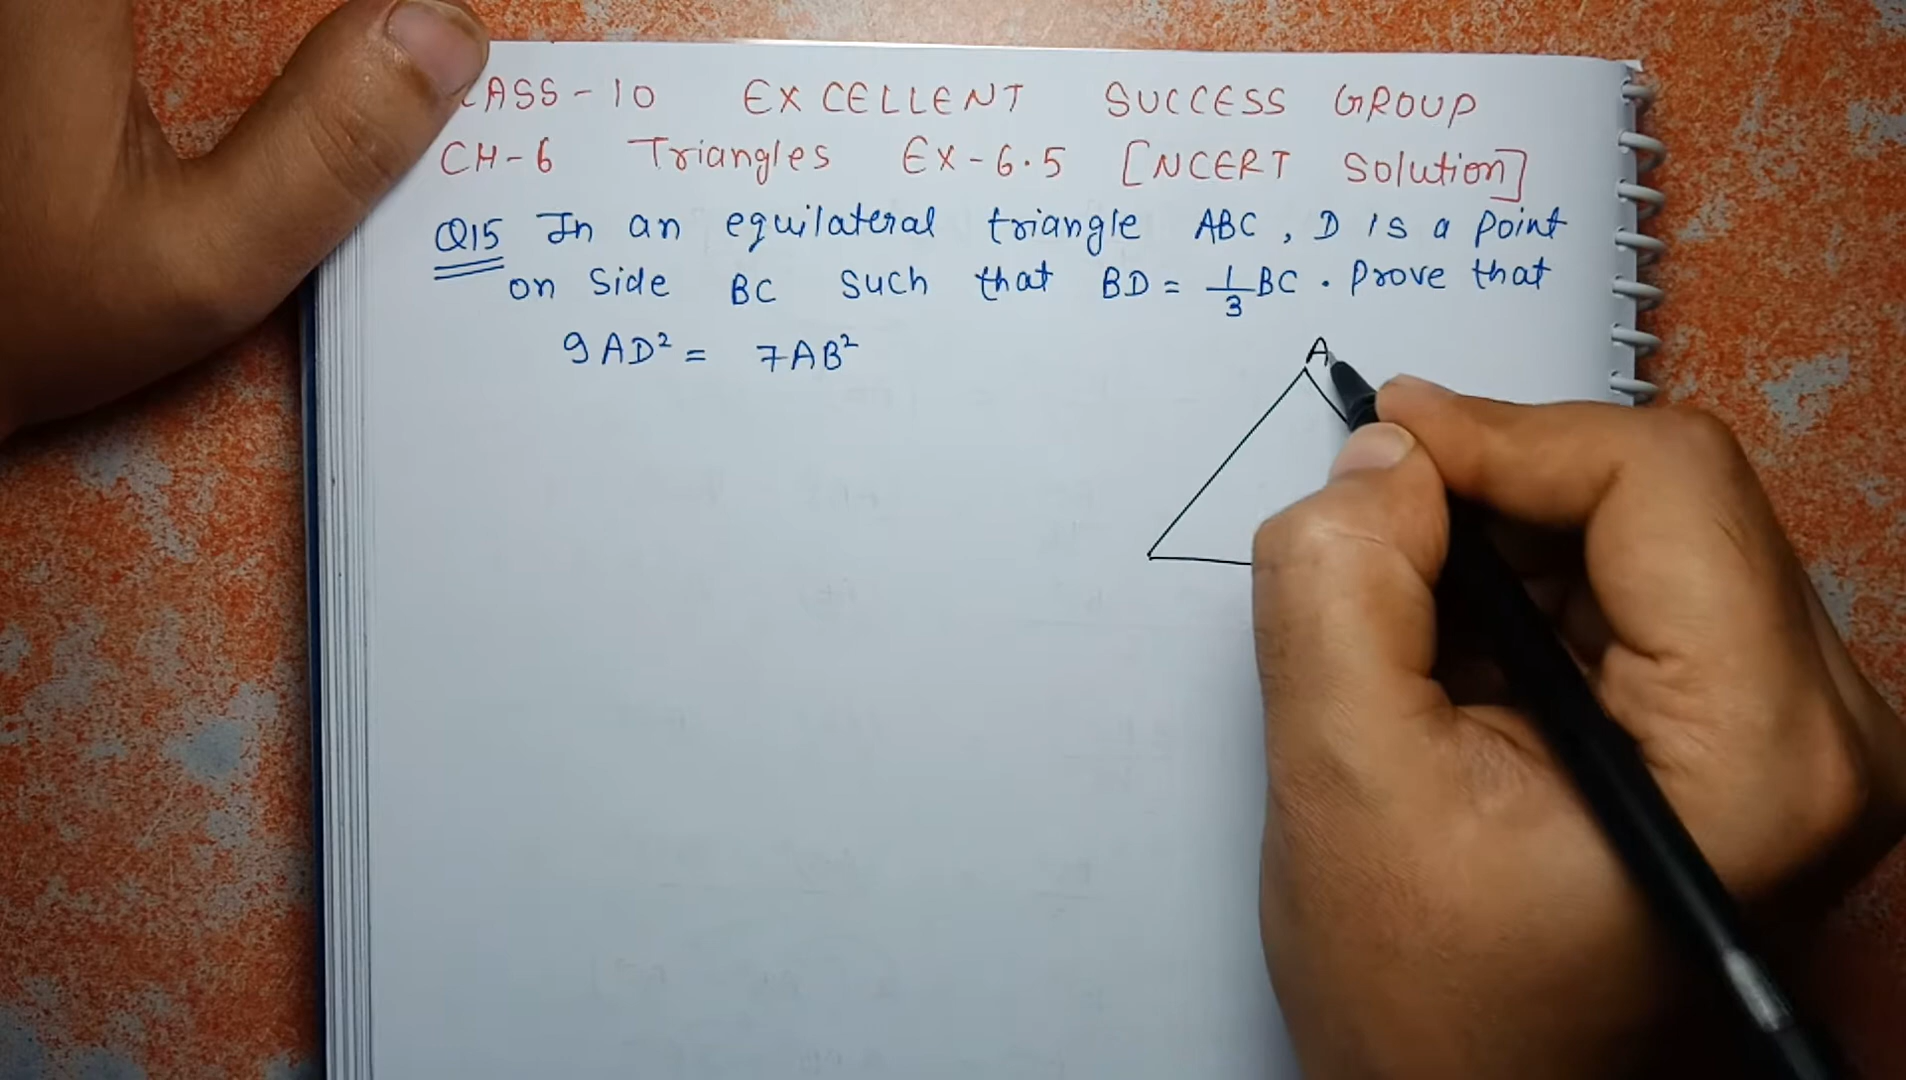 LASS-10 EXCELLENT SUCCESS GROUP
CH-6 Triangles EX-6.5 [NCERT Solution]
Q15 In an equilateral triangle ABC, D is a point
on side BC such that BD = 1/3 BC. Prove that
9AD² = 7AB²
A